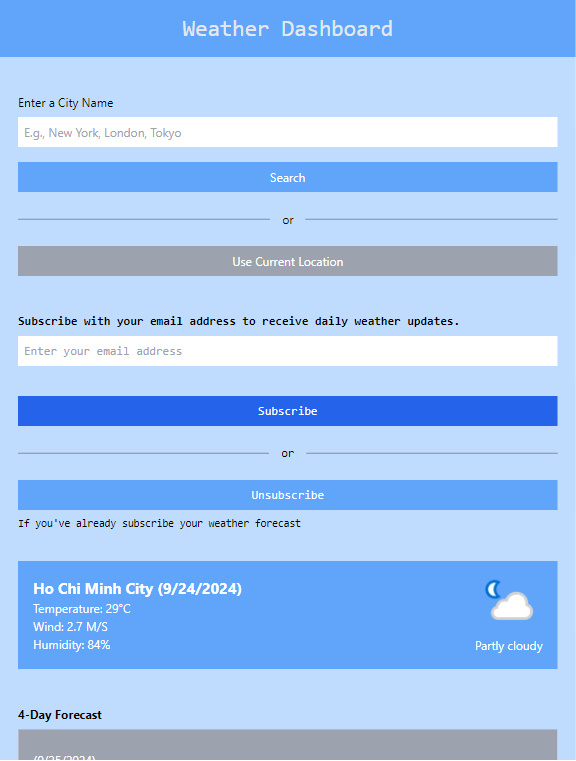 Weather Dashboard
Enter a City Name
E.g., New York, London, Tokyo
Search
or
Use Current Location
Subscribe with your email address to receive daily weather updates.
Enter your email address
Subscribe
or
Unsubscribe
If you've already subscribe your weather forecast
Ho Chi Minh City (9/24/2024)
Temperature: 29°C
Wind: 2.7 M/S
Humidity: 84%
Partly cloudy
4-Day Forecast
(9/25/2024)